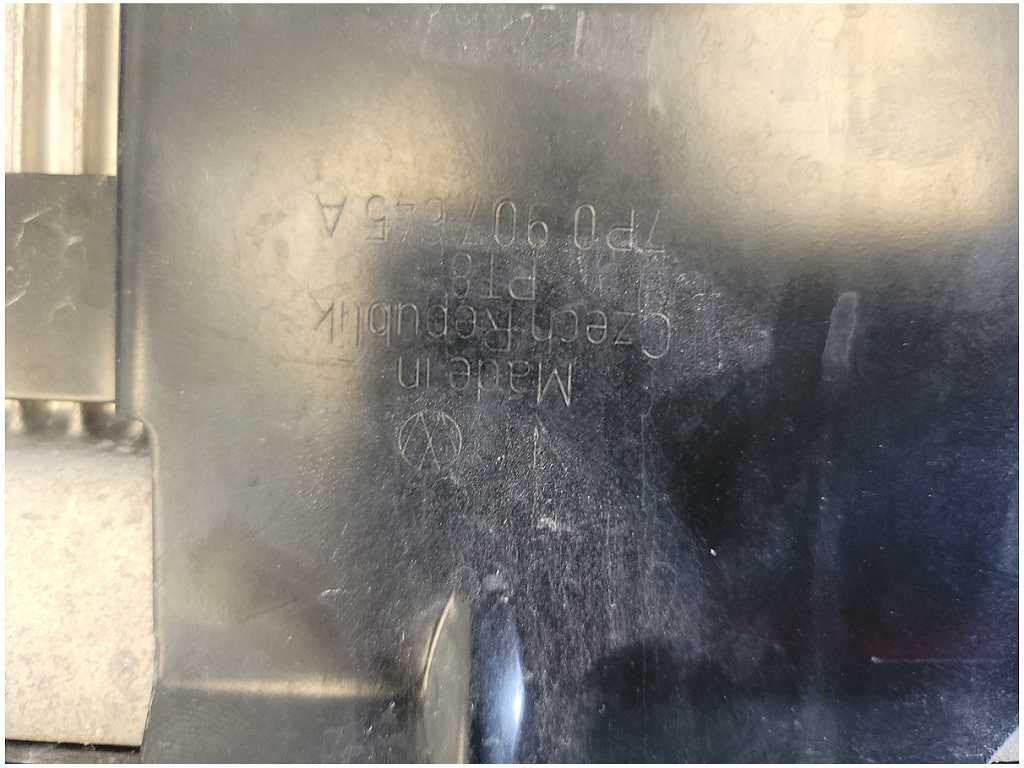 Made in
Czech Republik
PT8
7P0 907 645 A